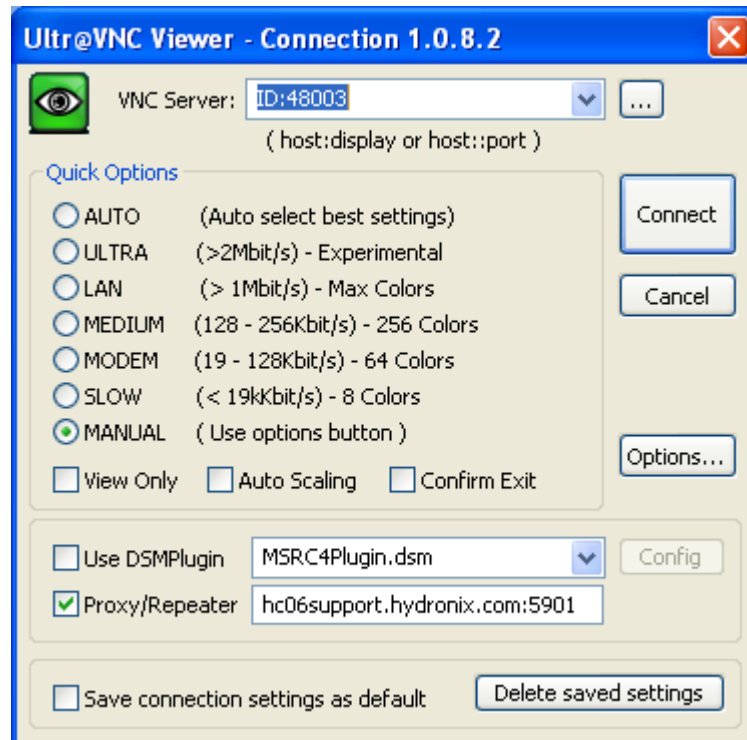 Ultr@VNC Viewer - Connection 1.0.8.2
VNC Server: ID:48003 ...
( host:display or host::port )
Quick Options
AUTO (Auto select best settings)
ULTRA (>2Mbit/s) - Experimental
LAN (> 1Mbit/s) - Max Colors
MEDIUM (128 - 256Kbit/s) - 256 Colors
MODEM (19 - 128Kbit/s) - 64 Colors
SLOW (< 19kKbit/s) - 8 Colors
MANUAL ( Use options button )
View Only Auto Scaling Confirm Exit
Connect
Cancel
Options...
Use DSMPlugin MSRC4Plugin.dsm Config
Proxy/Repeater hc06support.hydronix.com:5901
Save connection settings as default Delete saved settings